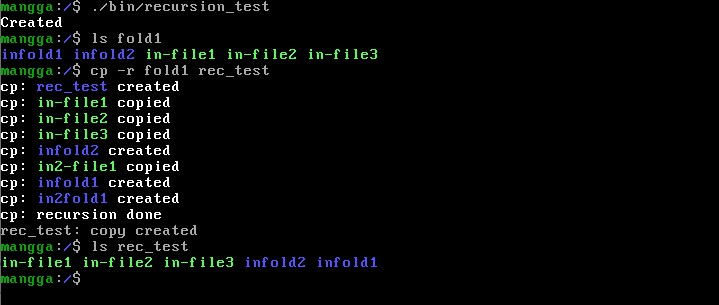 mangga:/$ ./bin/recursion_test
Created
mangga:/$ ls fold1
infold1 infold2 in-file1 in-file2 in-file3
mangga:/$ cp -r fold1 rec_test
cp: rec_test created
cp: in-file1 copied
cp: in-file2 copied
cp: in-file3 copied
cp: infold2 created
cp: in2-file1 copied
cp: infold1 created
cp: in2fold1 created
cp: recursion done
rec_test: copy created
mangga:/$ ls rec_test
in-file1 in-file2 in-file3 infold2 infold1
mangga:/$